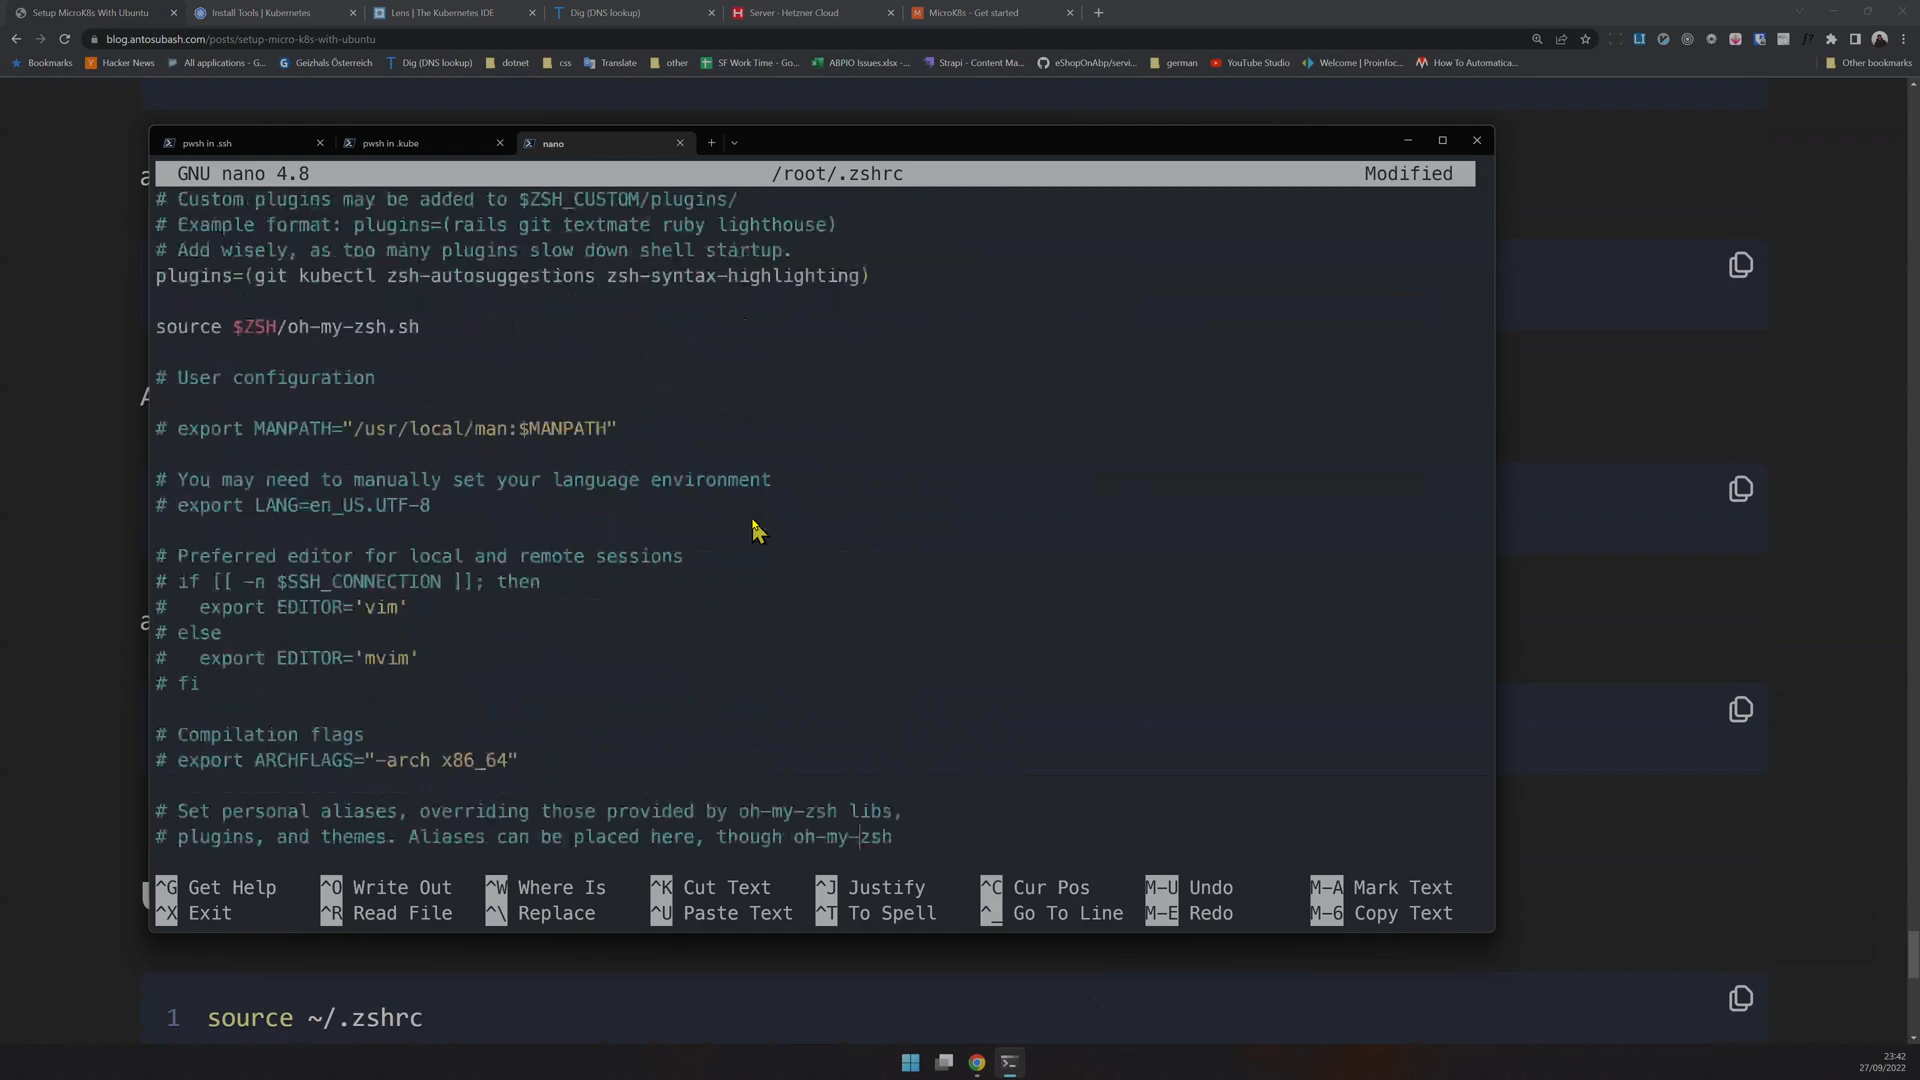 Setup MicroK8s With Ubuntu
Install Tools | Kubernetes
Lens | The Kubernetes IDE
Dig (DNS lookup)
Server · Hetzner Cloud
MicroK8s - Get started
blog.antosubash.com/posts/setup-micro-k8s-with-ubuntu
Bookmarks
Hacker News
All applications - G...
Geizhals Österreich
Dig (DNS lookup)
dotnet
css
Translate
other
SF Work Time - Go...
ABPIO Issues.xlsx -...
Strapi - Content Ma...
eShopOnAbp/servi...
german
YouTube Studio
Welcome | Proinfoc...
How To Automatica...
Other bookmarks
pwsh in .ssh
pwsh in .kube
nano
GNU nano 4.8 /root/.zshrc Modified
# Custom plugins may be added to $ZSH_CUSTOM/plugins/
# Example format: plugins=(rails git textmate ruby lighthouse)
# Add wisely, as too many plugins slow down shell startup.
plugins=(git kubectl zsh-autosuggestions zsh-syntax-highlighting)
source $ZSH/oh-my-zsh.sh
# User configuration
# export MANPATH="/usr/local/man:$MANPATH"
# You may need to manually set your language environment
# export LANG=en_US.UTF-8
# Preferred editor for local and remote sessions
# if [[ -n $SSH_CONNECTION ]]; then
#   export EDITOR='vim'
# else
#   export EDITOR='mvim'
# fi
# Compilation flags
# export ARCHFLAGS="-arch x86_64"
# Set personal aliases, overriding those provided by oh-my-zsh libs,
# plugins, and themes. Aliases can be placed here, though oh-my-zsh
^G Get Help ^O Write Out ^W Where Is ^K Cut Text ^J Justify ^C Cur Pos M-U Undo M-A Mark Text
^X Exit ^R Read File ^\ Replace ^U Paste Text ^T To Spell ^_ Go To Line M-E Redo M-6 Copy Text
1 source ~/.zshrc
23:42
27/09/2022